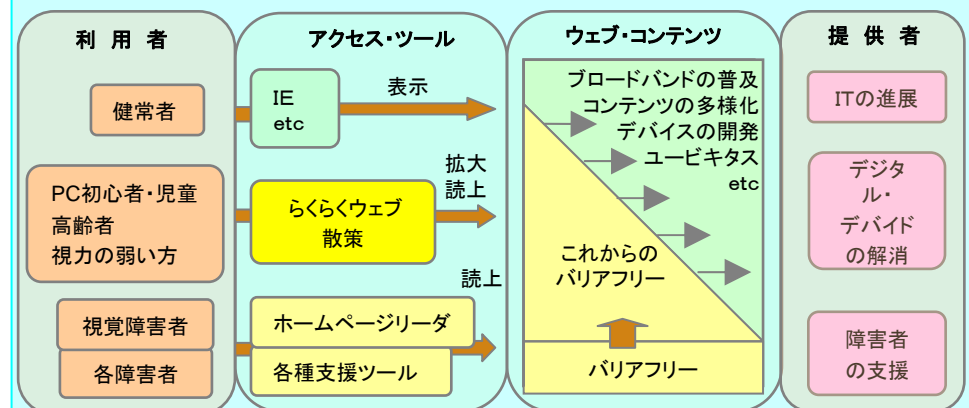 利用者
健常者
PC初心者・児童
高齢者
視力の弱い方
視覚障害者
各障害者
アクセス・ツール
IE
etc
表示
らくらくウェブ
散策
拡大
読上
読上
ホームページリーダ
各種支援ツール
ウェブ・コンテンツ
ブロードバンドの普及
コンテンツの多様化
デバイスの開発
ユービキタス
etc
これからの
バリアフリー
バリアフリー
提供者
ITの進展
デジタ
ル・
デバイド
の解消
障害者
の支援